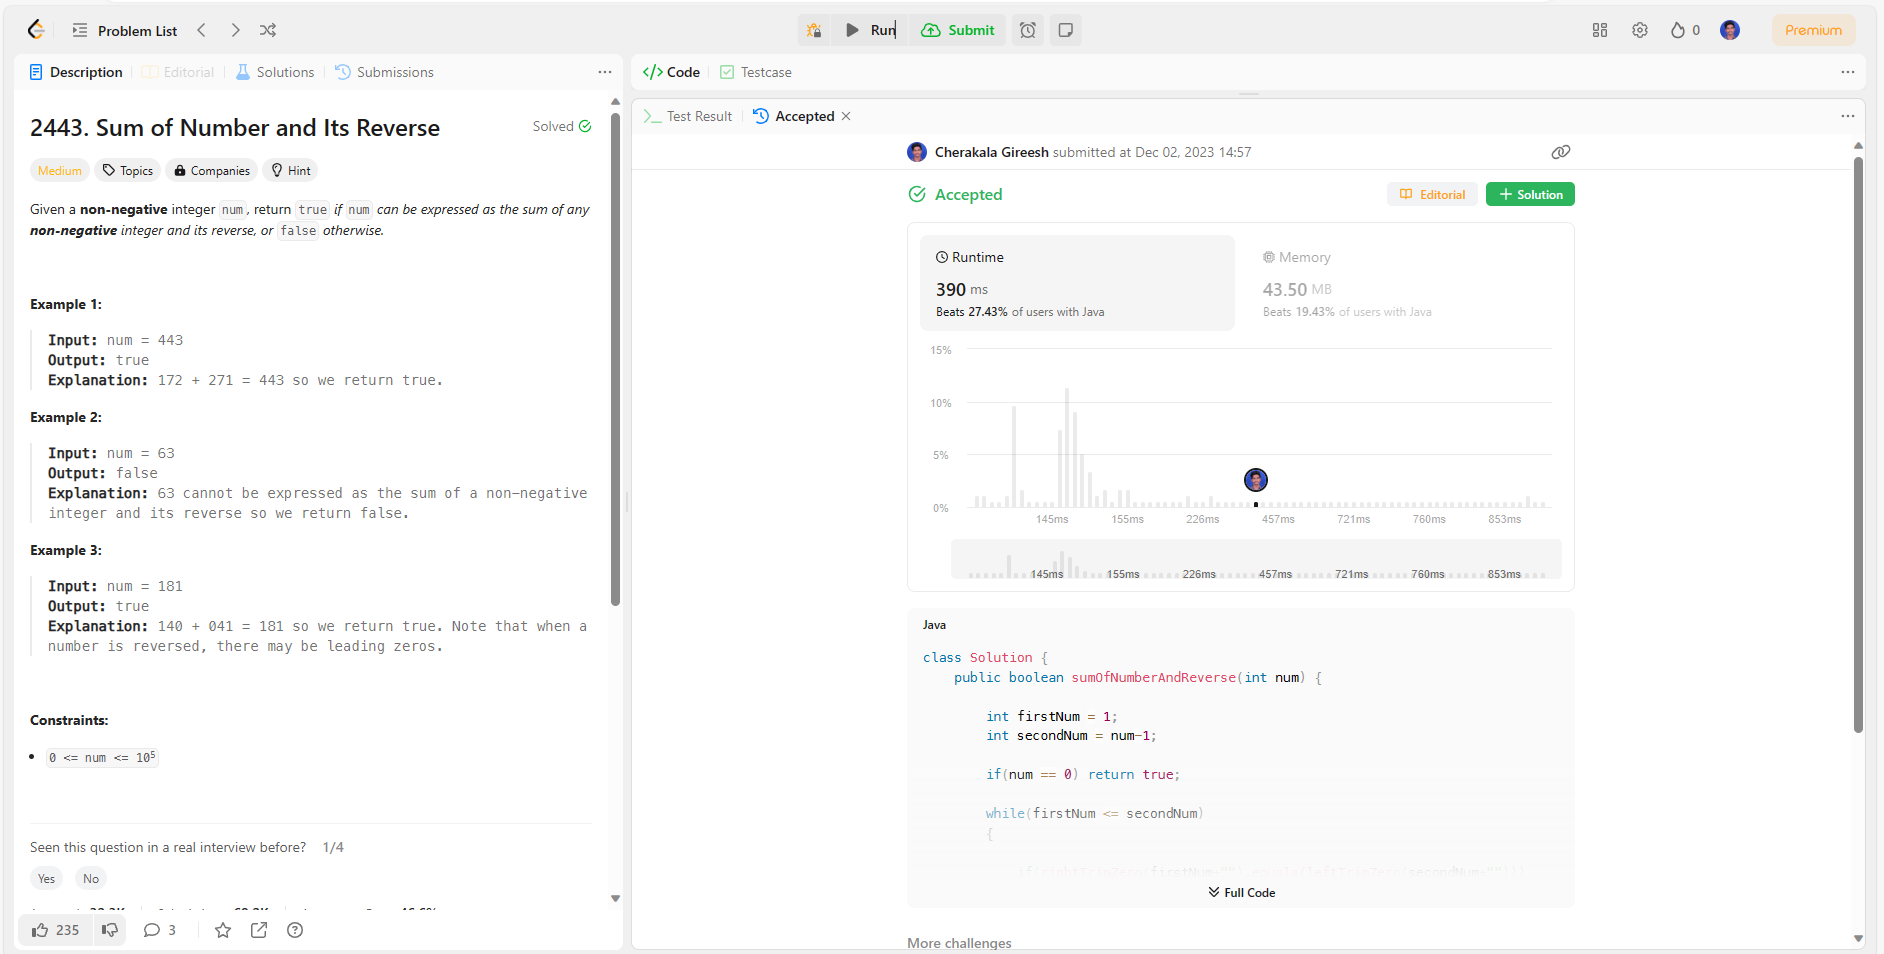 Problem List
Run
Submit
0
Premium
Description
Editorial
Solutions
Submissions
2443. Sum of Number and Its Reverse
Solved
Medium
Topics
Companies
Hint
Given a non-negative integer num, return true if num can be expressed as the sum of any
non-negative integer and its reverse, or false otherwise.
Example 1:
Input: num = 443
Output: true
Explanation: 172 + 271 = 443 so we return true.
Example 2:
Input: num = 63
Output: false
Explanation: 63 cannot be expressed as the sum of a non-negative
integer and its reverse so we return false.
Example 3:
Input: num = 181
Output: true
Explanation: 140 + 041 = 181 so we return true. Note that when a
number is reversed, there may be leading zeros.
Constraints:
0 <= num <= 10⁵
Seen this question in a real interview before? 1/4
Yes
No
235
3
Code
Testcase
Test Result
Accepted
Cherakala Gireesh submitted at Dec 02, 2023 14:57
Accepted
Editorial
Solution
Runtime
390 ms
Beats 27.43% of users with Java
Memory
43.50 MB
Beats 19.43% of users with Java
15%
10%
5%
0%
145ms 155ms 226ms 457ms 721ms 760ms 853ms
145ms 155ms 226ms 457ms 721ms 760ms 853ms
Java
class Solution {
public boolean sumOfNumberAndReverse(int num) {
int firstNum = 1;
int secondNum = num-1;
if(num == 0) return true;
while(firstNum <= secondNum)
{
Full Code
More challenges